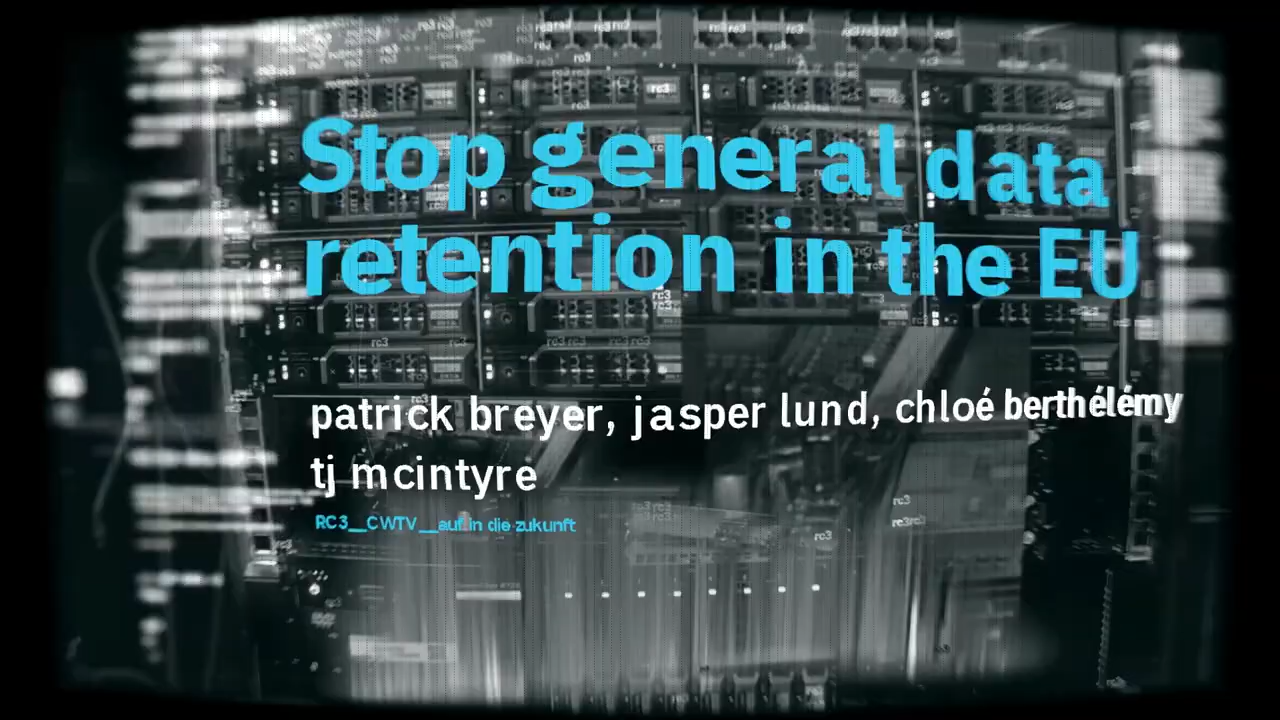 Stop general data
retention in the EU
patrick breyer, jasper lund, chloé berthélémy
tj mcintyre
RC3__CWTV__auf in die zukunft